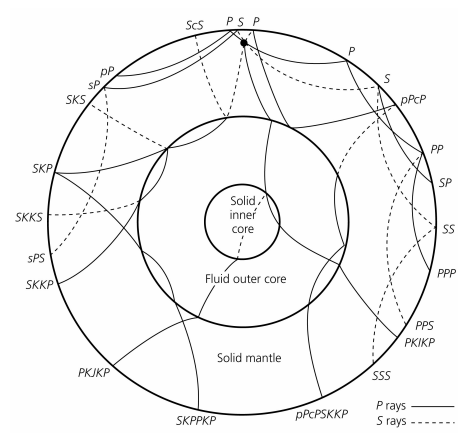 ScS
P
S
P
pP
sP
SKS
P
S
pPcP
PP
SKP
SP
SKKS
SS
sPS
SKKP
PPP
Solid
inner
core
Fluid outer core
PPS
PKIKP
Solid mantle
PKJKP
SSS
SKPPKP
pPcPSKKP
P rays
S rays